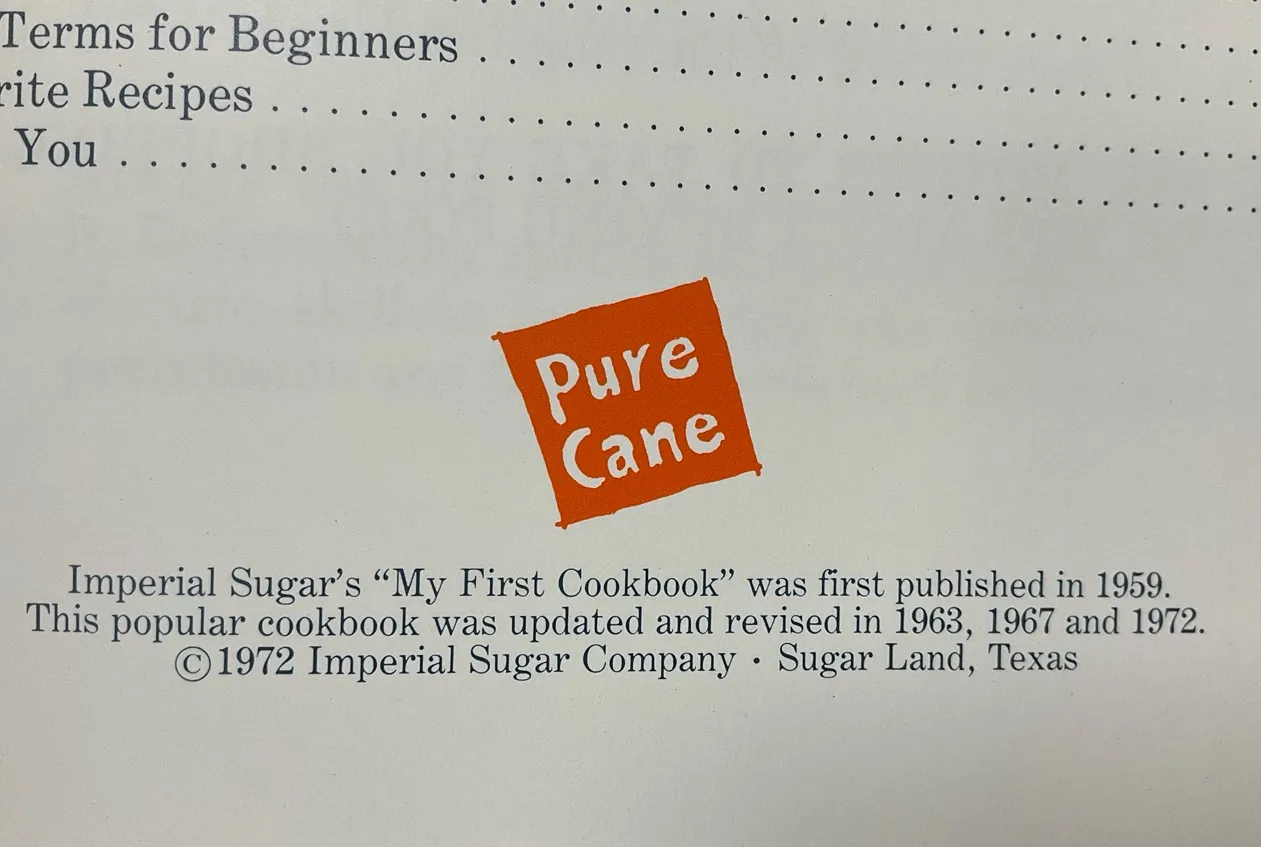 Terms for Beginners . . . . . . . . . . . . . . . . . . . . . . . . . . .
rite Recipes . . . . . . . . . . . . . . . . . . . . . . . . . . . . . . . . . .
You . . . . . . . . . . . . . . . . . . . . . . . . . . . . . . . . . . . . . . .
Pure
Cane
Imperial Sugar’s “My First Cookbook” was first published in 1959.
This popular cookbook was updated and revised in 1963, 1967 and 1972.
©1972 Imperial Sugar Company · Sugar Land, Texas